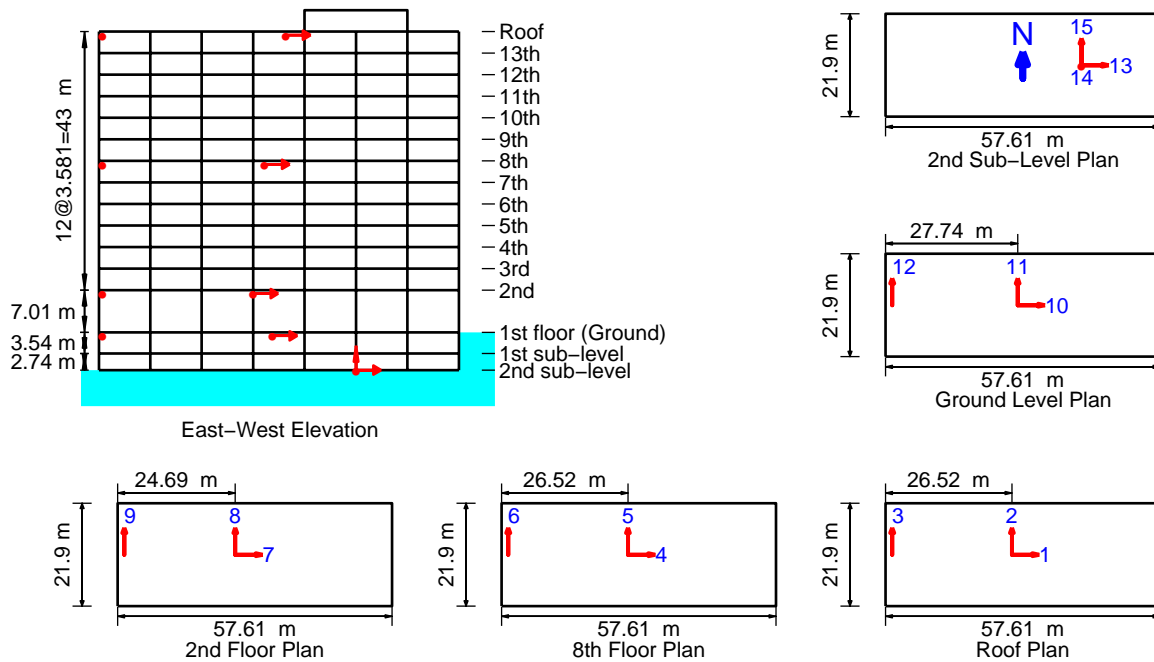 Roof
13th
12th
11th
10th
9th
8th
7th
6th
5th
4th
3rd
2nd
1st floor (Ground)
1st sub−level
2nd sub−level
12@3.581=43 m
7.01 m
3.54 m
2.74 m
East−West Elevation
21.9 m
N
15
13
14
57.61 m
2nd Sub−Level Plan
27.74 m
21.9 m
12
11
10
57.61 m
Ground Level Plan
24.69 m
21.9 m
9
8
7
57.61 m
2nd Floor Plan
26.52 m
21.9 m
6
5
4
57.61 m
8th Floor Plan
26.52 m
21.9 m
3
2
1
57.61 m
Roof Plan